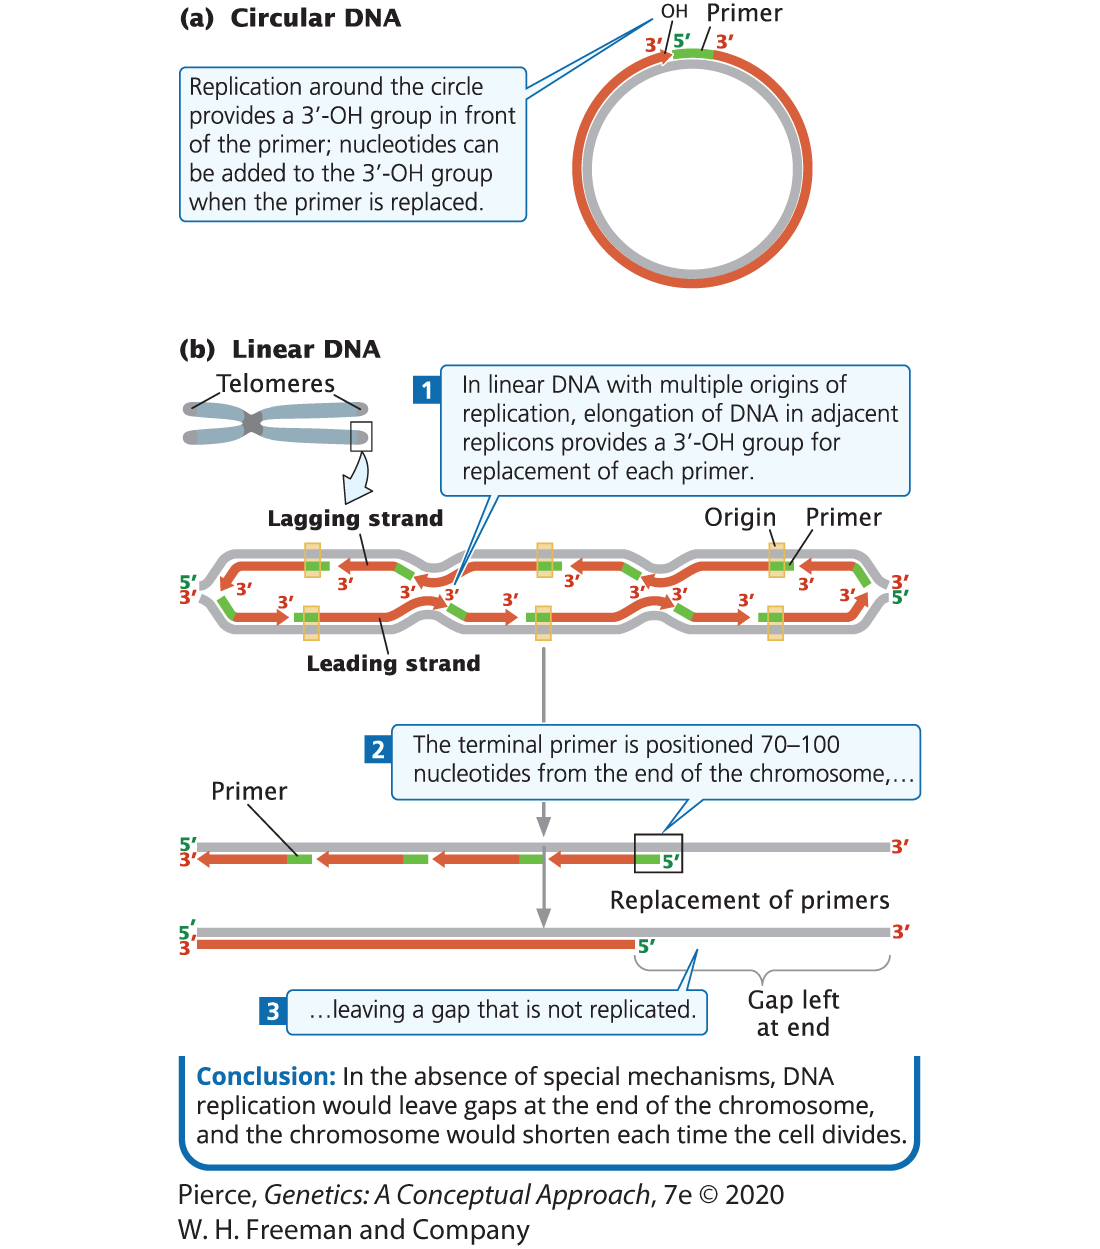 (a) Circular DNA
OH
Primer
3′
5′
3′
Replication around the circle
provides a 3′-OH group in front
of the primer; nucleotides can
be added to the 3′-OH group
when the primer is replaced.
(b) Linear DNA
Telomeres
1
In linear DNA with multiple origins of
replication, elongation of DNA in adjacent
replicons provides a 3′-OH group for
replacement of each primer.
Lagging strand
Origin
Primer
5′
3′
3′
3′
3′
3′
3′
3′
3′
3′
3′
3′
3′
3′
5′
Leading strand
2
The terminal primer is positioned 70–100
nucleotides from the end of the chromosome,…
Primer
5′
3′
3′
5′
Replacement of primers
5′
3′
3′
5′
3
…leaving a gap that is not replicated.
Gap left
at end
Conclusion: In the absence of special mechanisms, DNA
replication would leave gaps at the end of the chromosome,
and the chromosome would shorten each time the cell divides.
Pierce, Genetics: A Conceptual Approach, 7e © 2020
W. H. Freeman and Company